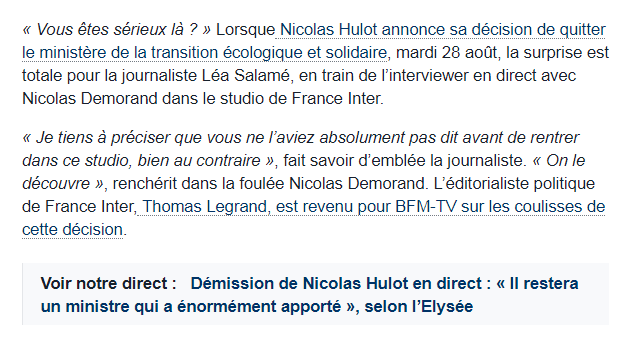 « Vous êtes sérieux là ? » Lorsque Nicolas Hulot annonce sa décision de quitter
le ministère de la transition écologique et solidaire, mardi 28 août, la surprise est
totale pour la journaliste Léa Salamé, en train de l’interviewer en direct avec
Nicolas Demorand dans le studio de France Inter.
« Je tiens à préciser que vous ne l’aviez absolument pas dit avant de rentrer
dans ce studio, bien au contraire », fait savoir d’emblée la journaliste. « On le
découvre », renchérit dans la foulée Nicolas Demorand. L’éditorialiste politique
de France Inter, Thomas Legrand, est revenu pour BFM-TV sur les coulisses de
cette décision.
Voir notre direct : Démission de Nicolas Hulot en direct : « Il restera
un ministre qui a énormément apporté », selon l’Elysée